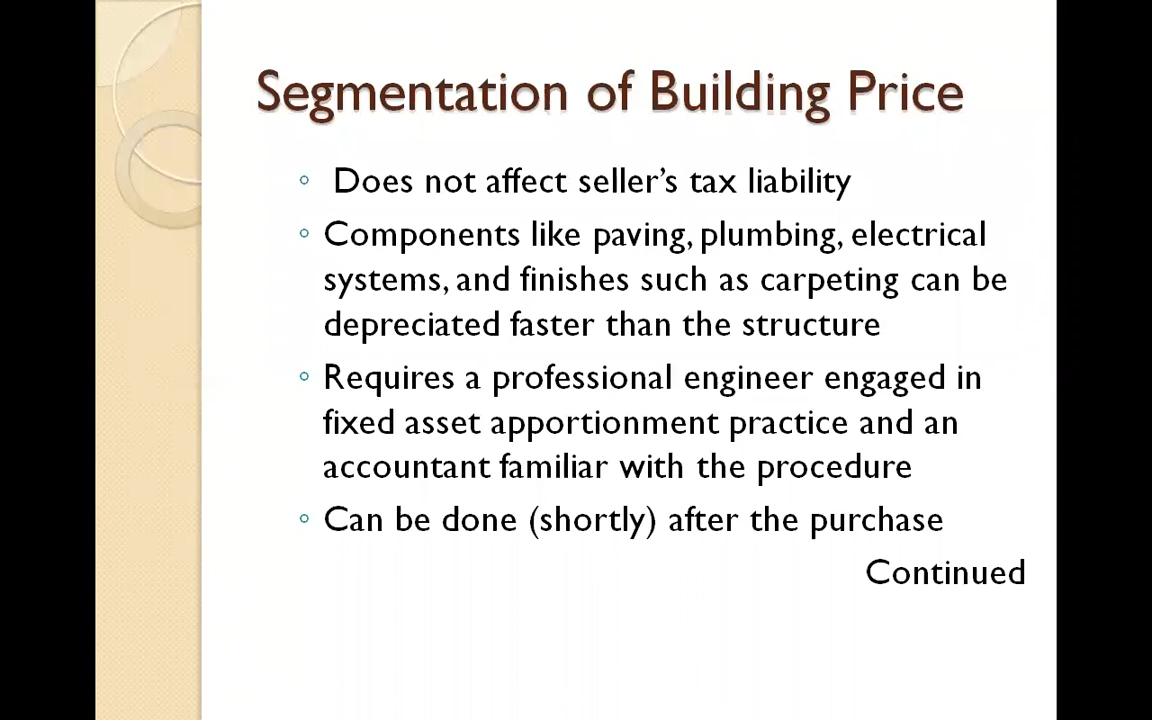 Segmentation of Building Price
◦ Does not affect seller's tax liability
◦ Components like paving, plumbing, electrical
systems, and finishes such as carpeting can be
depreciated faster than the structure
◦ Requires a professional engineer engaged in
fixed asset apportionment practice and an
accountant familiar with the procedure
◦ Can be done (shortly) after the purchase
Continued